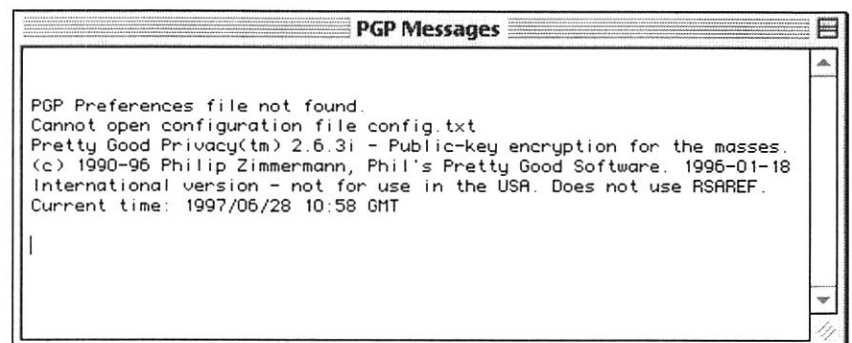 PGP Messages
PGP Preferences file not found.
Cannot open configuration file config.txt
Pretty Good Privacy(tm) 2.6.3i - Public-key encryption for the masses.
(c) 1990-96 Philip Zimmermann, Phil's Pretty Good Software. 1996-01-18
International version - not for use in the USA. Does not use RSAREF.
Current time: 1997/06/28 10:58 GMT